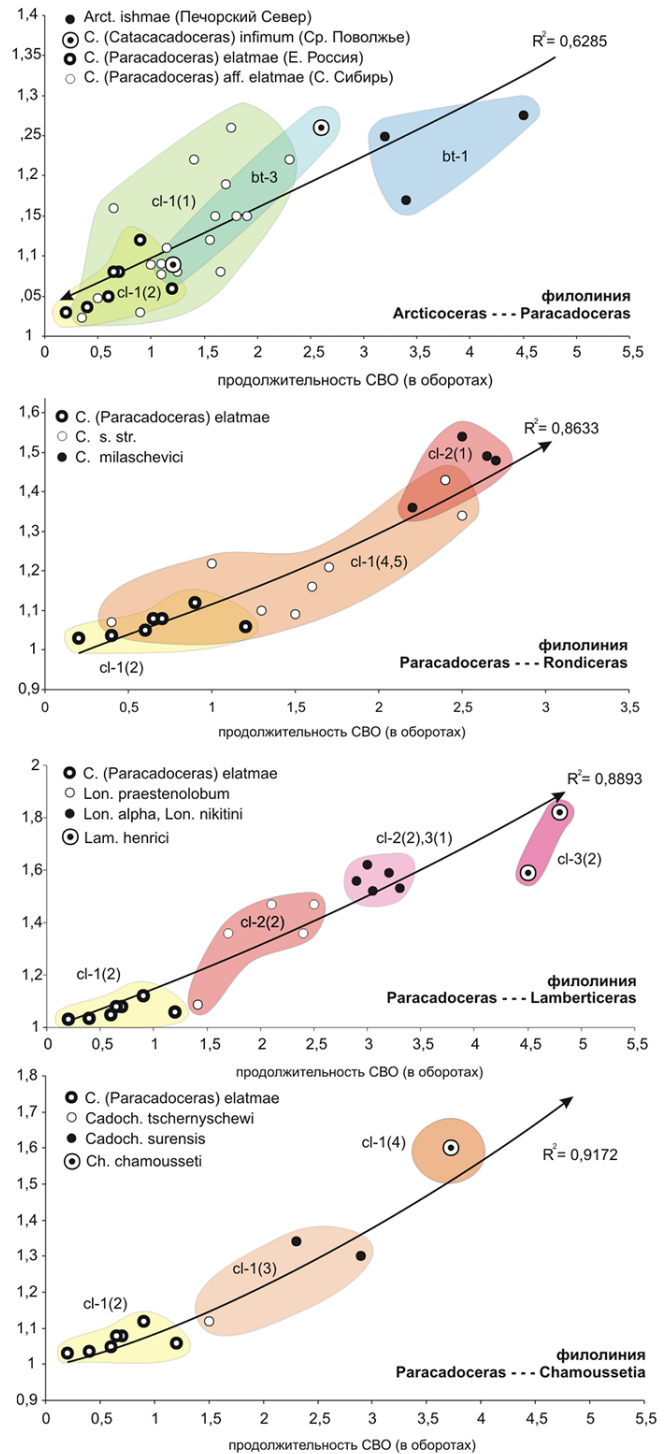 1,4
1,35
1,3
,25
1,2
,15
1,1
,05
1
Arct. ishmae (Печорский Север)
C. (Catacacadoceras) infimum (Ср. Поволжье)
C. (Paracadoceras) elatmae (Е. Россия)
C. (Paracadoceras) aff. elatmae (С. Сибирь)
R²=0,6285
cl-1(1)
bt-3
bt-1
cl-1(2)
филолиния
Arcticoceras - - - Paracadoceras
0 0,5 1 1,5 2 2,5 3 3,5 4 4,5 5 5,5
продолжительность СВО (в оборотах)
1,6
1,5
1,4
1,3
1,2
1,1
1
0,9
C. (Paracadoceras) elatmae
C. s. str.
C. milaschevici
R²=0,8633
cl-2(1)
cl-1(4,5)
cl-1(2)
филолиния
Paracadoceras - - - Rondiceras
0,5 1 1,5 2 2,5 3 3,5
продолжительность СВО (в оборотах)
2
1,8
1,6
1,4
1,2
1
C. (Paracadoceras) elatmae
Lon. praestenolobum
Lon. alpha, Lon. nikitini
Lam. henrici
R²=0,8893
cl-2(2),3(1)
cl-3(2)
cl-2(2)
cl-1(2)
филолиния
Paracadoceras - - - Lamberticeras
0 0,5 1 1,5 2 2,5 3 3,5 4 4,5 5 5,5
продолжительность СВО (в оборотах)
1,8
1,7
1,6
1,5
1,4
1,3
1,2
1,1
1
0,9
C. (Paracadoceras) elatmae
Cadoch. tschernyschewi
Cadoch. surensis
Ch. chamousseti
cl-1(4)
R²=0,9172
cl-1(3)
cl-1(2)
филолиния
Paracadoceras - - - Chamoussetia
0 0,5 1 1,5 2 2,5 3 3,5 4 4,5 5 5,5
продолжительность СВО (в оборотах)